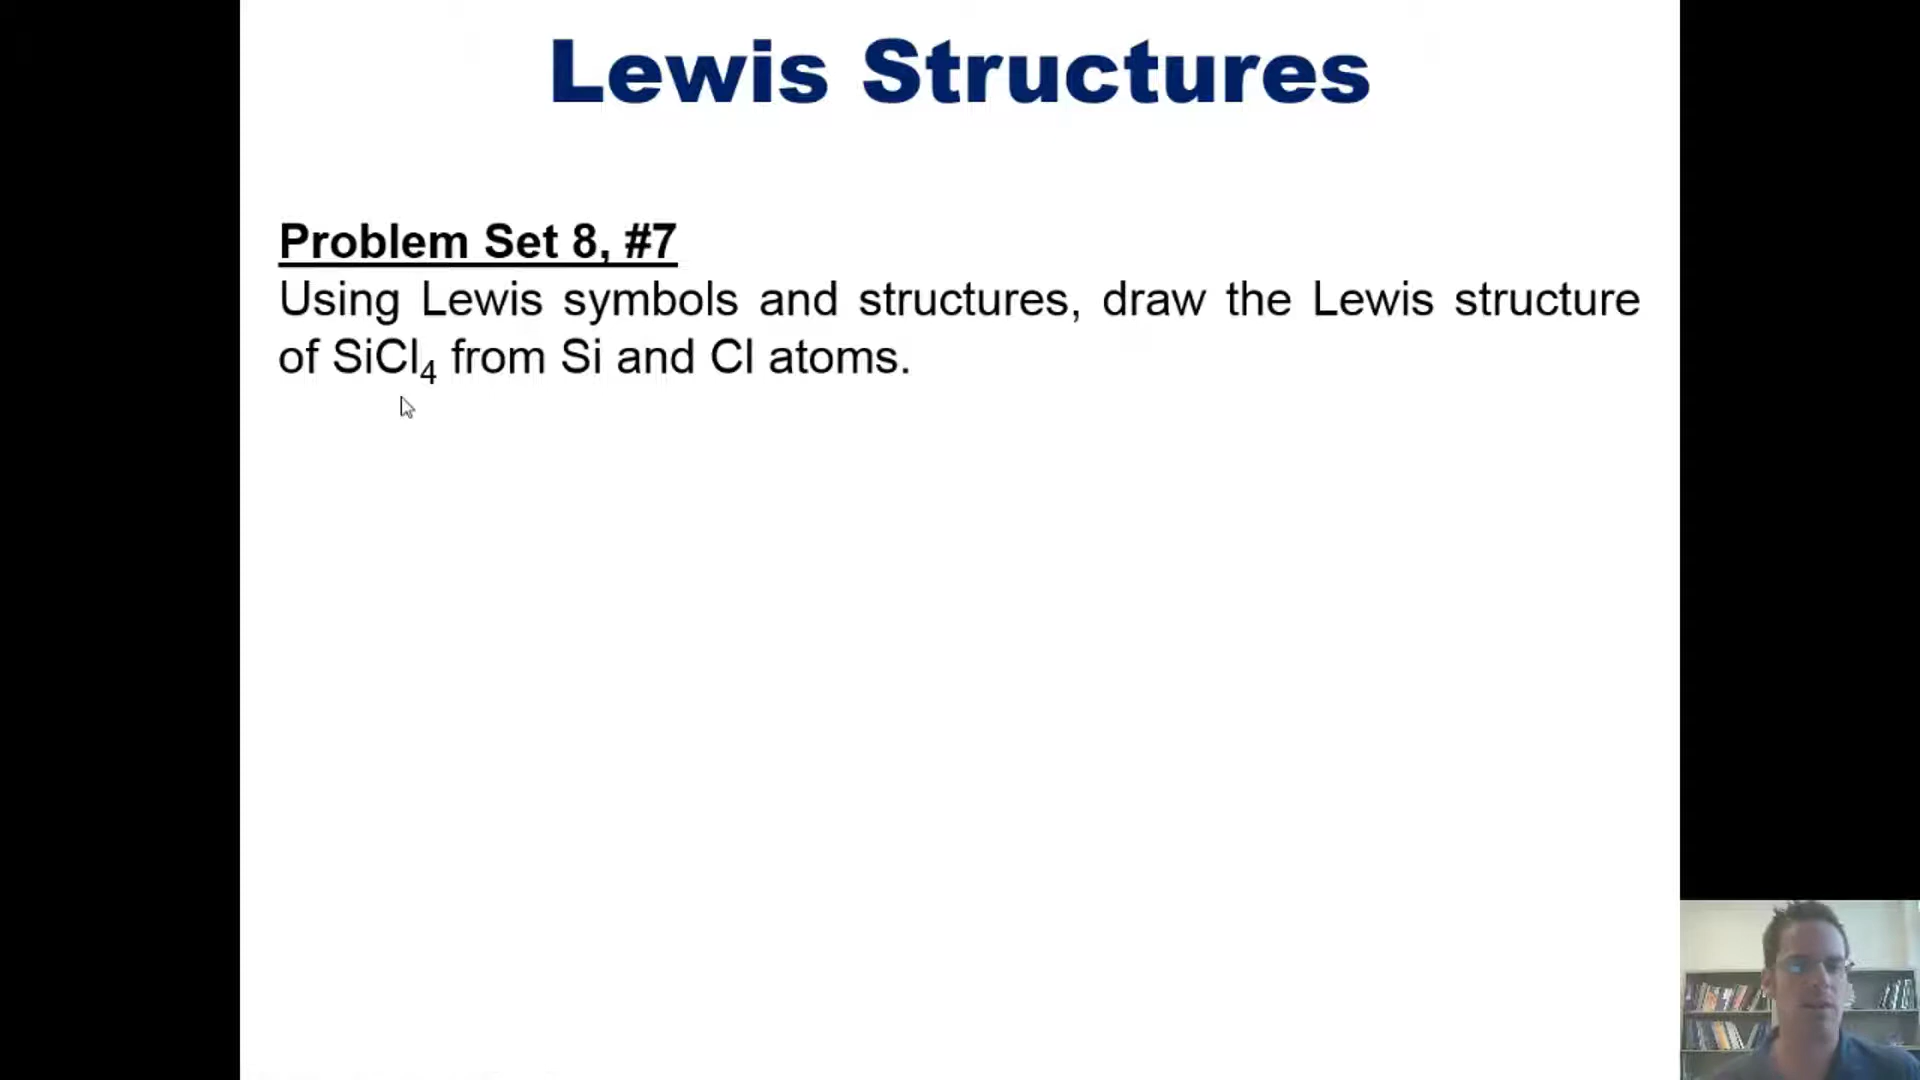 Lewis Structures
Problem Set 8, #7
Using Lewis symbols and structures, draw the Lewis structure
of SiCl₄ from Si and Cl atoms.